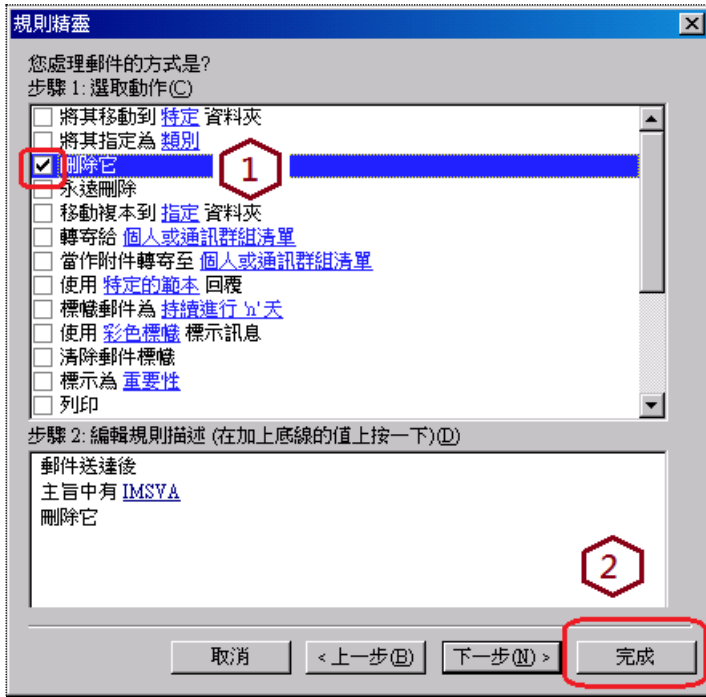 規則精靈
您處理郵件的方式是?
步驟 1: 選取動作(C)
將其移動到 特定 資料夾
將其指定為 類別
刪除它
1
永遠刪除
移動複本到 指定 資料夾
轉寄給 個人或通訊群組清單
當作附件轉寄至 個人或通訊群組清單
使用 特定的範本 回覆
標幟郵件為 持續進行 'n' 天
使用 彩色標幟 標示訊息
清除郵件標幟
標示為 重要性
列印
步驟 2: 編輯規則描述 (在加上底線的值上按一下)(D)
郵件送達後
主旨中有 IMSVA
刪除它
2
取消 < 上一步(B) 下一步(N) > 完成